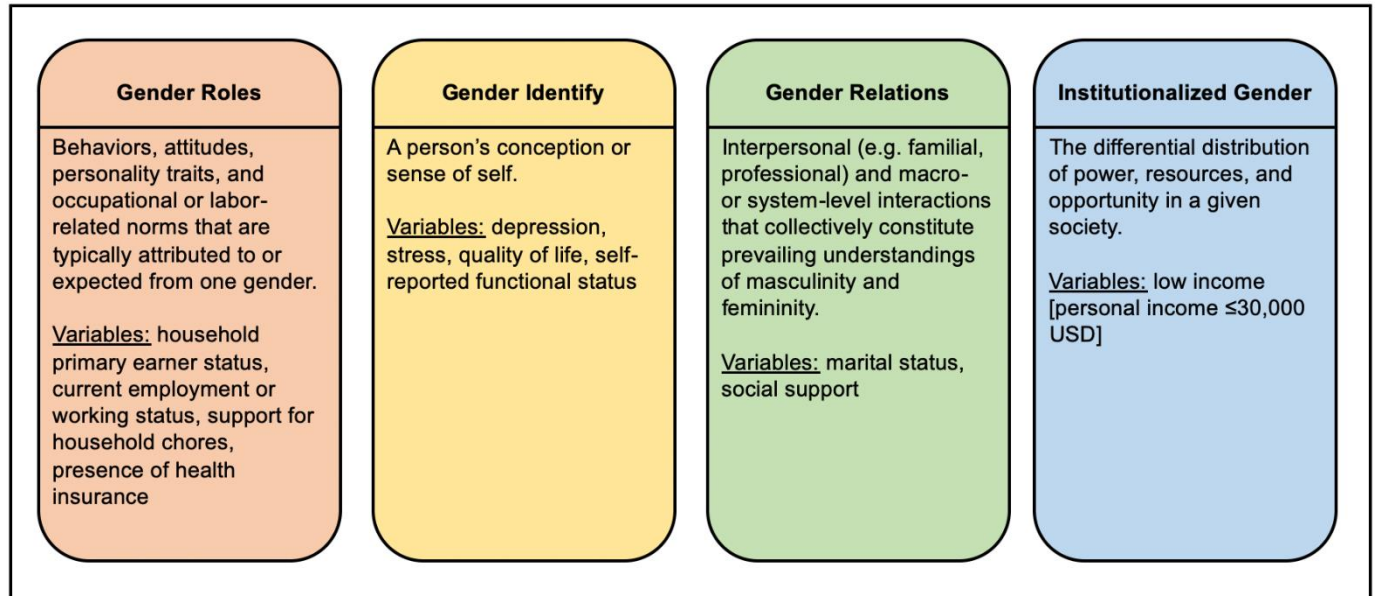 Gender Roles
Behaviors, attitudes,
personality traits, and
occupational or labor-
related norms that are
typically attributed to or
expected from one gender.
Variables: household
primary earner status,
current employment or
working status, support for
household chores,
presence of health
insurance
Gender Identify
A person's conception or
sense of self.
Variables: depression,
stress, quality of life, self-
reported functional status
Gender Relations
Interpersonal (e.g. familial,
professional) and macro-
or system-level interactions
that collectively constitute
prevailing understandings
of masculinity and
femininity.
Variables: marital status,
social support
Institutionalized Gender
The differential distribution
of power, resources, and
opportunity in a given
society.
Variables: low income
[personal income ≤30,000
USD]